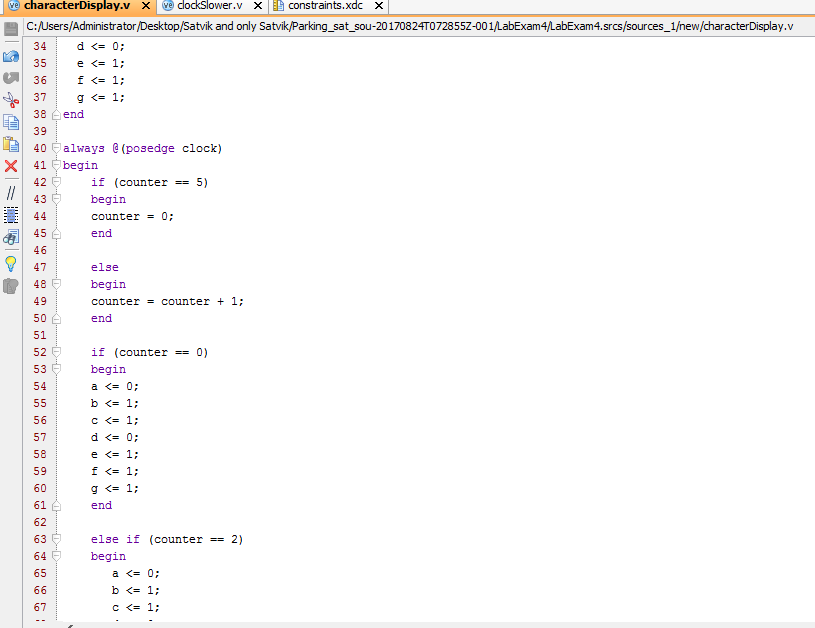 characterDisplay.v clockSlower.v constraints.xdc
C:/Users/Administrator/Desktop/Satvik and only Satvik/Parking_sat_sou-20170824T072855Z-001/LabExam4/LabExam4.srcs/sources_1/new/characterDisplay.v
34 d <= 0;
35 e <= 1;
36 f <= 1;
37 g <= 1;
38 end
39
40 always @(posedge clock)
41 begin
42 if (counter == 5)
43 begin
44 counter = 0;
45 end
46
47 else
48 begin
49 counter = counter + 1;
50 end
51
52 if (counter == 0)
53 begin
54 a <= 0;
55 b <= 1;
56 c <= 1;
57 d <= 0;
58 e <= 1;
59 f <= 1;
60 g <= 1;
61 end
62
63 else if (counter == 2)
64 begin
65 a <= 0;
66 b <= 1;
67 c <= 1;